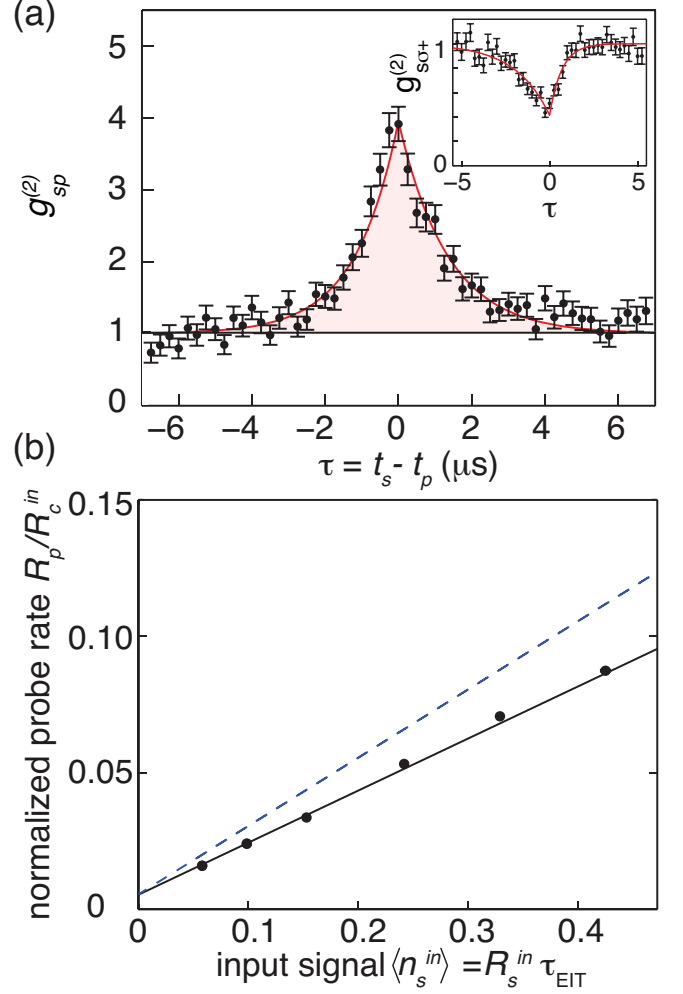 (a)
5
4
3
2
1
0
g_sp^(2)
−6 −4 −2 0 2 4 6
τ = t_s - t_p (μs)
g_sσ+^(2)
1
0
-5 0 5
τ
(b)
0.15
0.10
0.05
0
normalized probe rate R_p/R_c^in
0 0.1 0.2 0.3 0.4
input signal ⟨n_s^in⟩ =R_s^in τ_EIT